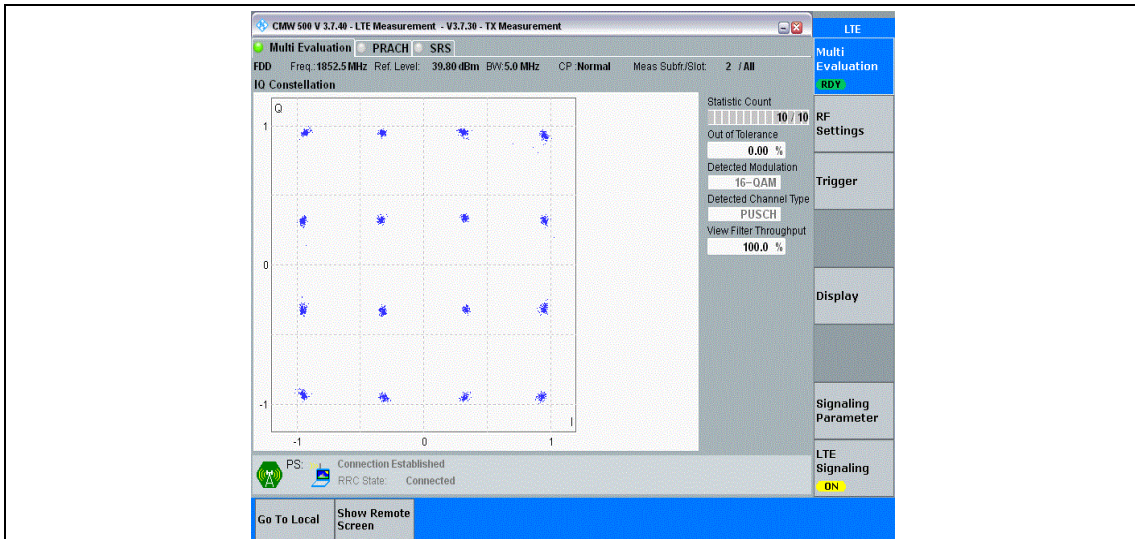 CMW 500 V 3.7.40 - LTE Measurement - V3.7.30 - TX Measurement
LTE
Multi Evaluation PRACH SRS
Multi
Evaluation
RDY
FDD Freq.:1852.5 MHz Ref. Level: 39.80 dBm BW:5.0 MHz CP :Normal Meas Subfr./Slot: 2 / All
IQ Constellation
Q
1
0
-1
I
-1 0 1
Statistic Count
10 / 10
Out of Tolerance
0.00 %
Detected Modulation
16-QAM
Detected Channel Type
PUSCH
View Filter Throughput
100.0 %
RF
Settings
Trigger
Display
Signaling
Parameter
LTE
Signaling
ON
PS: Connection Established
RRC State: Connected
Go To Local
Show Remote
Screen